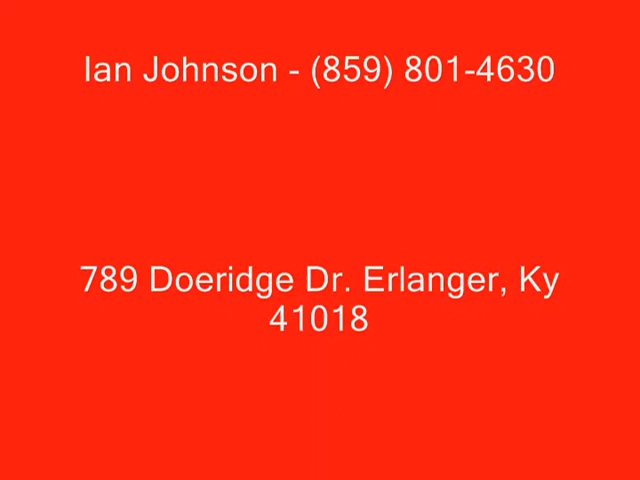 Ian Johnson - (859) 801-4630
789 Doeridge Dr. Erlanger, Ky
41018